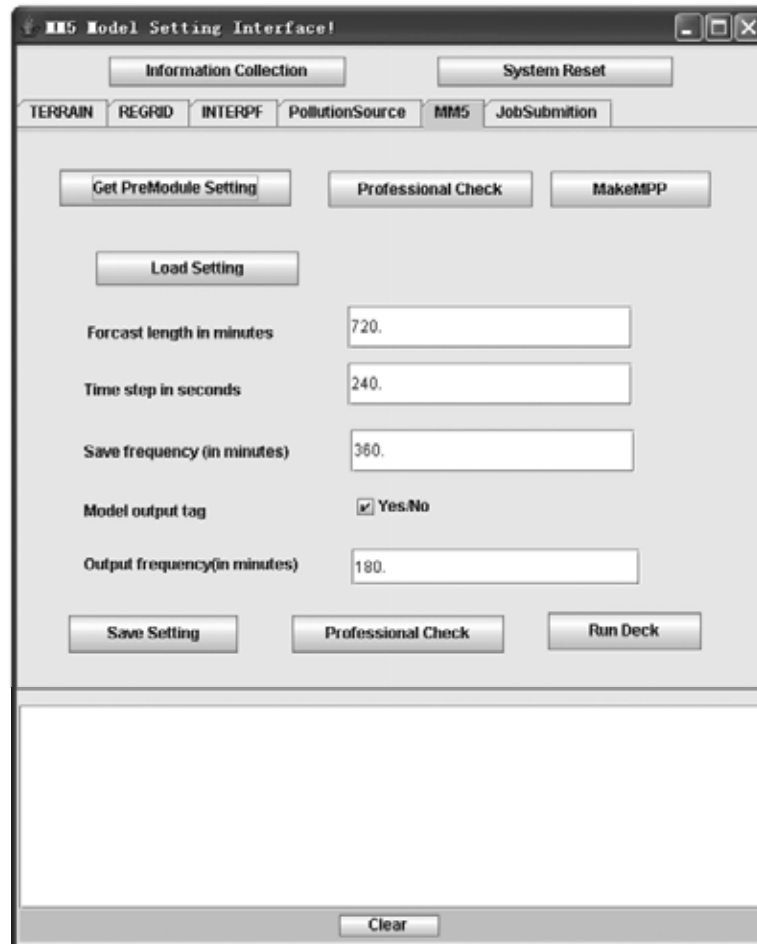 MM5 Model Setting Interface!
Information Collection System Reset
TERRAIN REGRID INTERPF PollutionSource MM5 JobSubmition
Get PreModule Setting Professional Check MakeMPP
Load Setting
Forcast length in minutes 720.
Time step in seconds 240.
Save frequency (in minutes) 360.
Model output tag Yes/No
Output frequency(in minutes) 180.
Save Setting Professional Check Run Deck
Clear